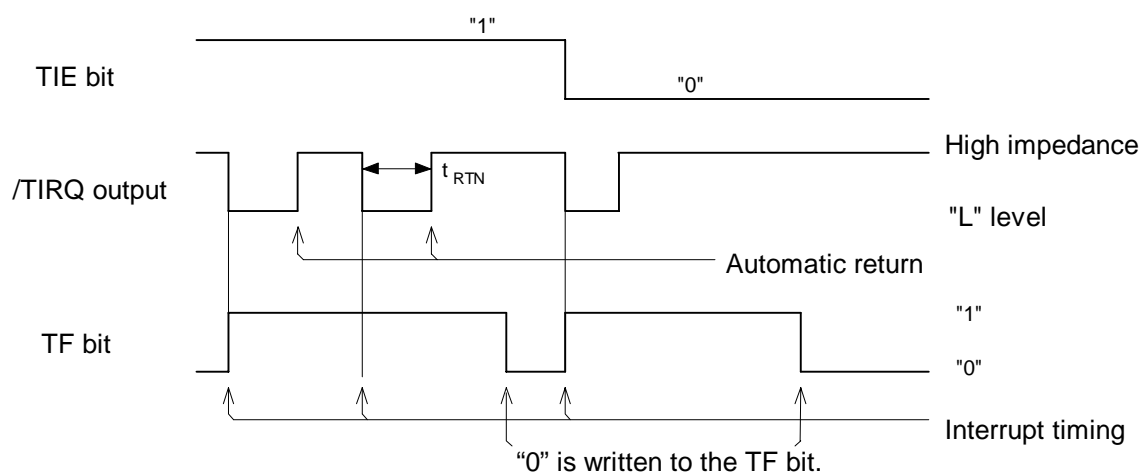 "1"
TIE bit
"0"
High impedance
t RTN
/TIRQ output
"L" level
Automatic return
"1"
TF bit
"0"
Interrupt timing
“0” is written to the TF bit.